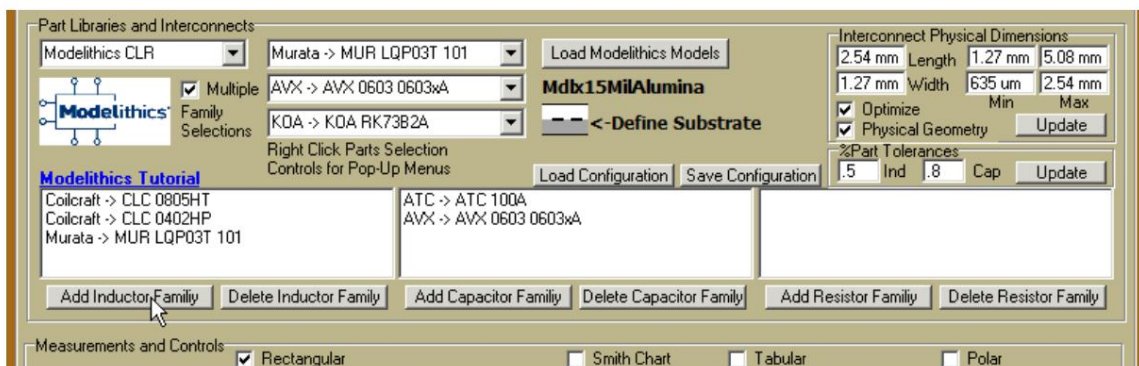 Part Libraries and Interconnects
Modelithics CLR
Murata -> MUR LQP03T 101
Load Modelithics Models
Interconnect Physical Dimensions
2.54 mm Length 1.27 mm 5.08 mm
1.27 mm Width 635 um 2.54 mm
Min Max
Optimize
Physical Geometry
Update
Modelithics
Multiple
Family
Selections
AVX -> AVX 0603 0603xA
KOA -> KOA RK73B2A
Mdlx15MilAlumina
<-Define Substrate
Right Click Parts Selection
Controls for Pop-Up Menus
%Part Tolerances
.5 Ind .8 Cap Update
Modelithics Tutorial
Load Configuration Save Configuration
Coilcraft -> CLC 0805HT
Coilcraft -> CLC 0402HP
Murata -> MUR LQP03T 101
ATC -> ATC 100A
AVX -> AVX 0603 0603xA
Add Inductor Familiy Delete Inductor Family Add Capacitor Familiy Delete Capacitor Family Add Resistor Familiy Delete Resistor Family
Measurements and Controls
Rectangular Smith Chart Tabular Polar